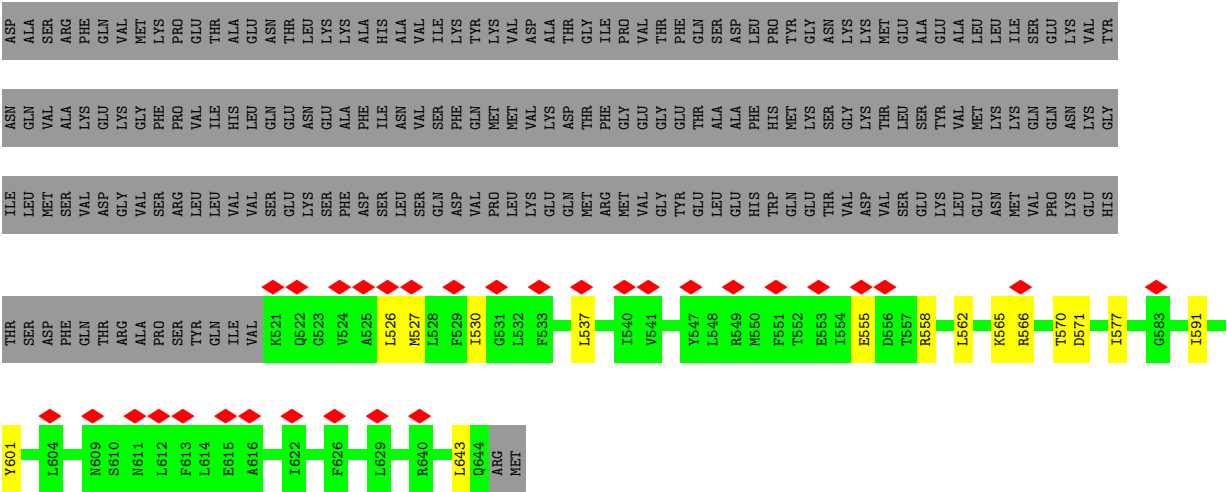 ASP ALA SER ARG PHE GLN VAL MET LYS PRO GLU THR ALA GLU ASN THR LEU LYS LYS ALA HIS ALA VAL ILE LYS TYR LYS VAL ASP ALA THR GLY ILE PRO VAL THR PHE GLN SER ASP LEU PRO TYR GLY ASN LYS LYS MET GLU ALA GLU ALA LEU LEU ILE SER GLU LYS VAL TYR
ASN GLN VAL ALA LYS GLU LYS GLY PHE PRO VAL ILE HIS LEU GLN GLU ASN GLU ALA PHE ILE ASN VAL SER PHE GLN MET MET VAL LYS ASP THR PHE GLY GLU GLY GLU THR ALA ALA PHE HIS MET LYS SER GLY LYS THR LEU SER TYR VAL MET LYS LYS GLN GLN ASN LYS GLY
ILE LEU MET SER VAL ASP GLY VAL SER ARG LEU LEU VAL VAL SER GLU LYS SER PHE ASP SER LEU SER GLN ASP VAL PRO LEU LYS GLU GLN MET ARG MET VAL GLY TYR GLU LEU GLU HIS TRP GLN GLU THR VAL ASP VAL SER GLU LYS LEU GLU ASN MET VAL PRO LYS GLU HIS
THR SER ASP PHE GLN THR ARG ALA PRO SER TYR GLN ILE VAL K521 Q522 G523 V524 A525 L526 M527 L528 F529 I530 G531 L532 F533 L537 I540 V541 Y547 L548 R549 M550 F551 T552 E553 I554 E555 D556 T557 R558 L562 K565 R566 T570 D571 I577 G583 I591
Y601 L604 N609 S610 N611 L612 F613 L614 E615 A616 I622 F626 L629 R640 L643 Q644 ARG MET